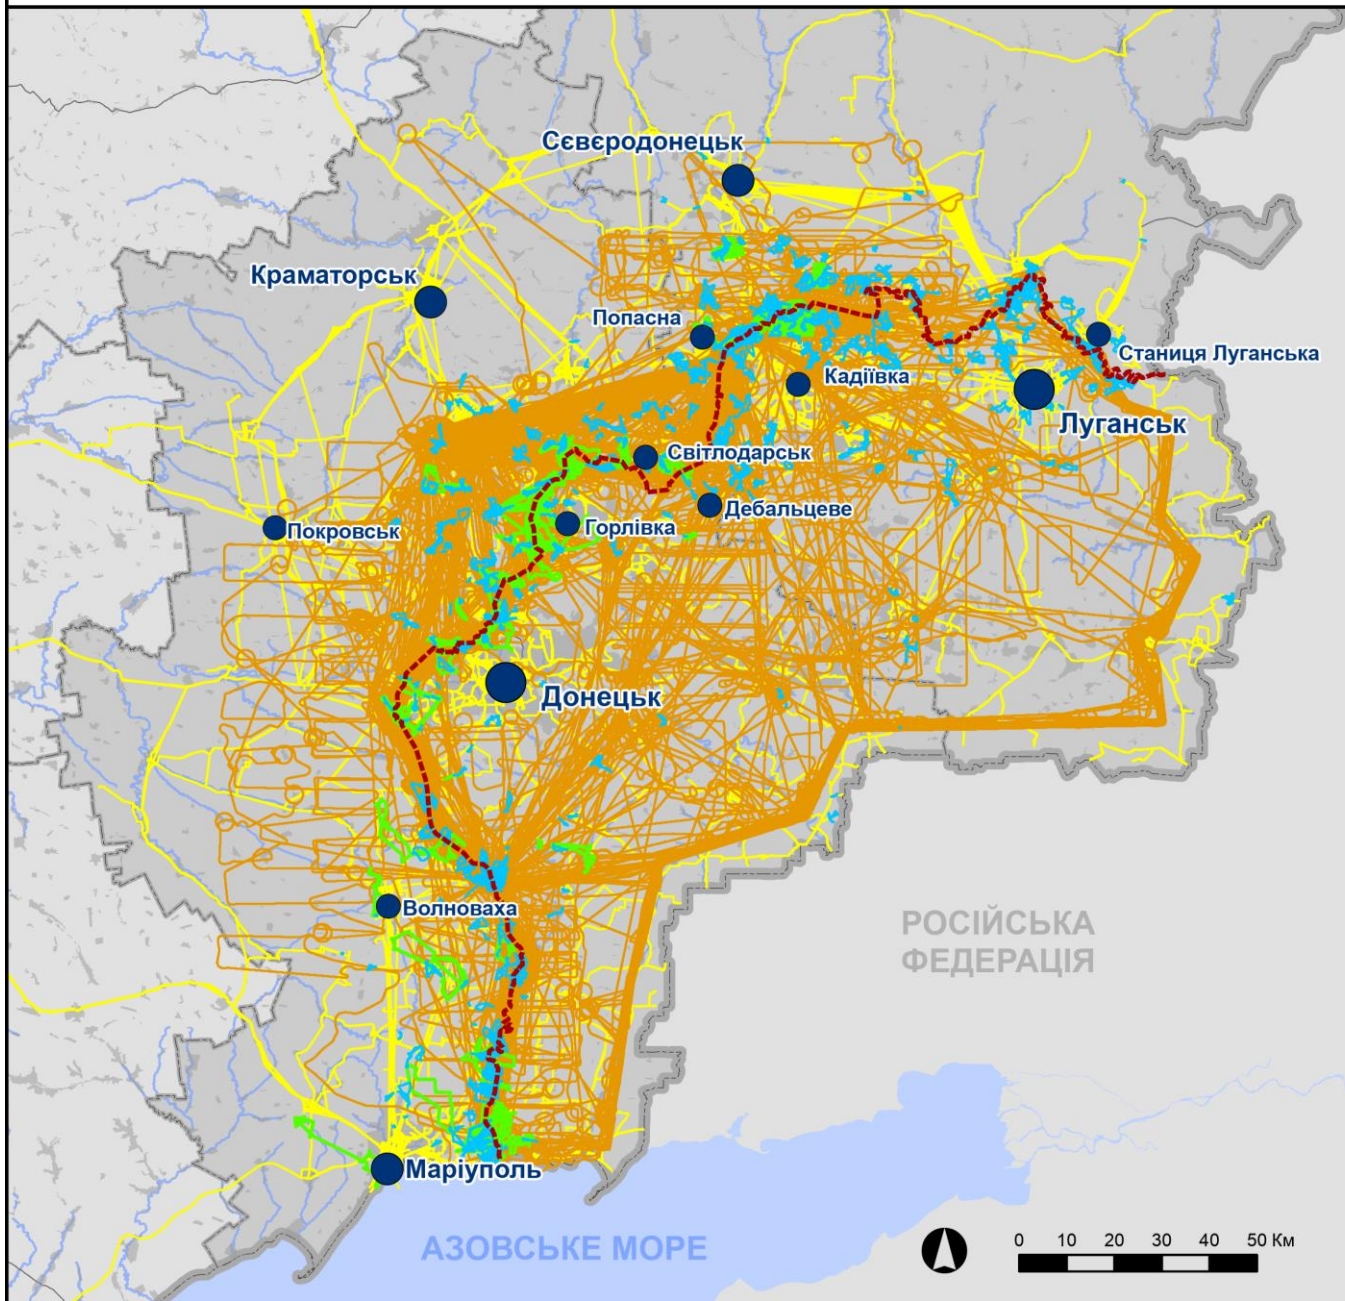 Сєвєродонецьк
Краматорськ
Попасна
Станиця Луганська
Кадіївка
Луганськ
Світлодарськ
Дебальцеве
Горлівка
Покровськ
Донецьк
Волноваха
РОСІЙСЬКА
ФЕДЕРАЦІЯ
Маріуполь
АЗОВСЬКЕ МОРЕ
0 10 20 30 40 50 Км